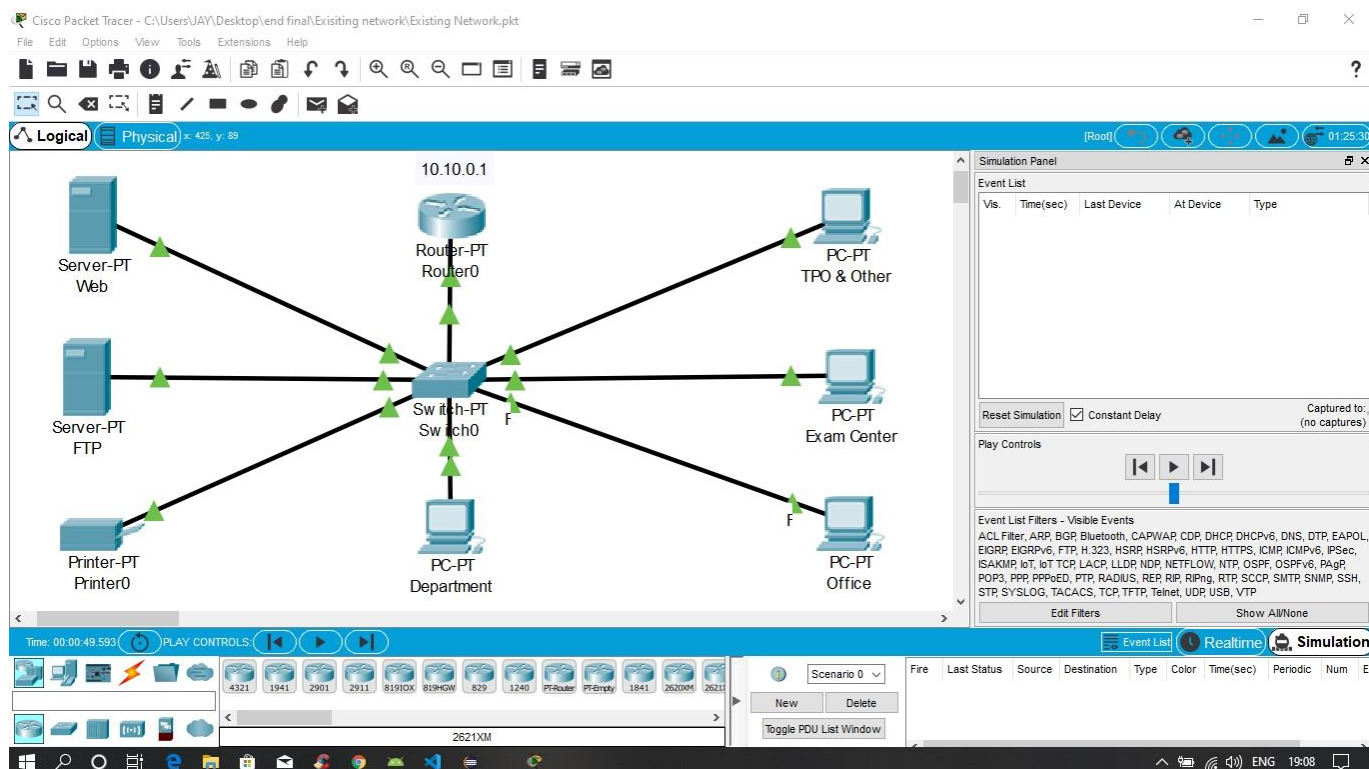 Cisco Packet Tracer - C:\Users\JAY\Desktop\end final\Exisiting network\Existing Network.pkt
File Edit Options View Tools Extensions Help
?
Logical Physical x: 425, y: 89 [Root] 01:25:30
10.10.0.1
Router-PT
Router0
Server-PT
Web
PC-PT
TPO & Other
Server-PT
FTP
Switch-PT
Switch0
F
PC-PT
Exam Center
Printer-PT
Printer0
PC-PT
Department
F
PC-PT
Office
Simulation Panel
Event List
Vis. Time(sec) Last Device At Device Type
Reset Simulation Constant Delay Captured to:
(no captures)
Play Controls
Event List Filters - Visible Events
ACL Filter, ARP, BGP, Bluetooth, CAPWAP, CDP, DHCP, DHCPv6, DNS, DTP, EAPOL,
EIGRP, EIGRPv6, FTP, H.323, HSRP, HSRPv6, HTTP, HTTPS, ICMP, ICMPv6, IPSec,
ISAKMP, IoT, IoT TCP, LACP, LLDP, NDP, NETFLOW, NTP, OSPF, OSPFv6, PAgP,
POP3, PPP, PPPoED, PTP, RADIUS, REP, RIP, RIPng, RTP, SCCP, SMTP, SNMP, SSH,
STP, SYSLOG, TACACS, TCP, TFTP, Telnet, UDP, USB, VTP
Edit Filters Show All/None
Time: 00:00:49.593 PLAY CONTROLS: Event List Realtime Simulation
4321 1941 2901 2911 819IOX 819HGW 829 1240 PT-Router PT-Empty 1841 2620XM 2621
2621XM
Scenario 0
New Delete
Toggle PDU List Window
Fire Last Status Source Destination Type Color Time(sec) Periodic Num E
ENG 19:08